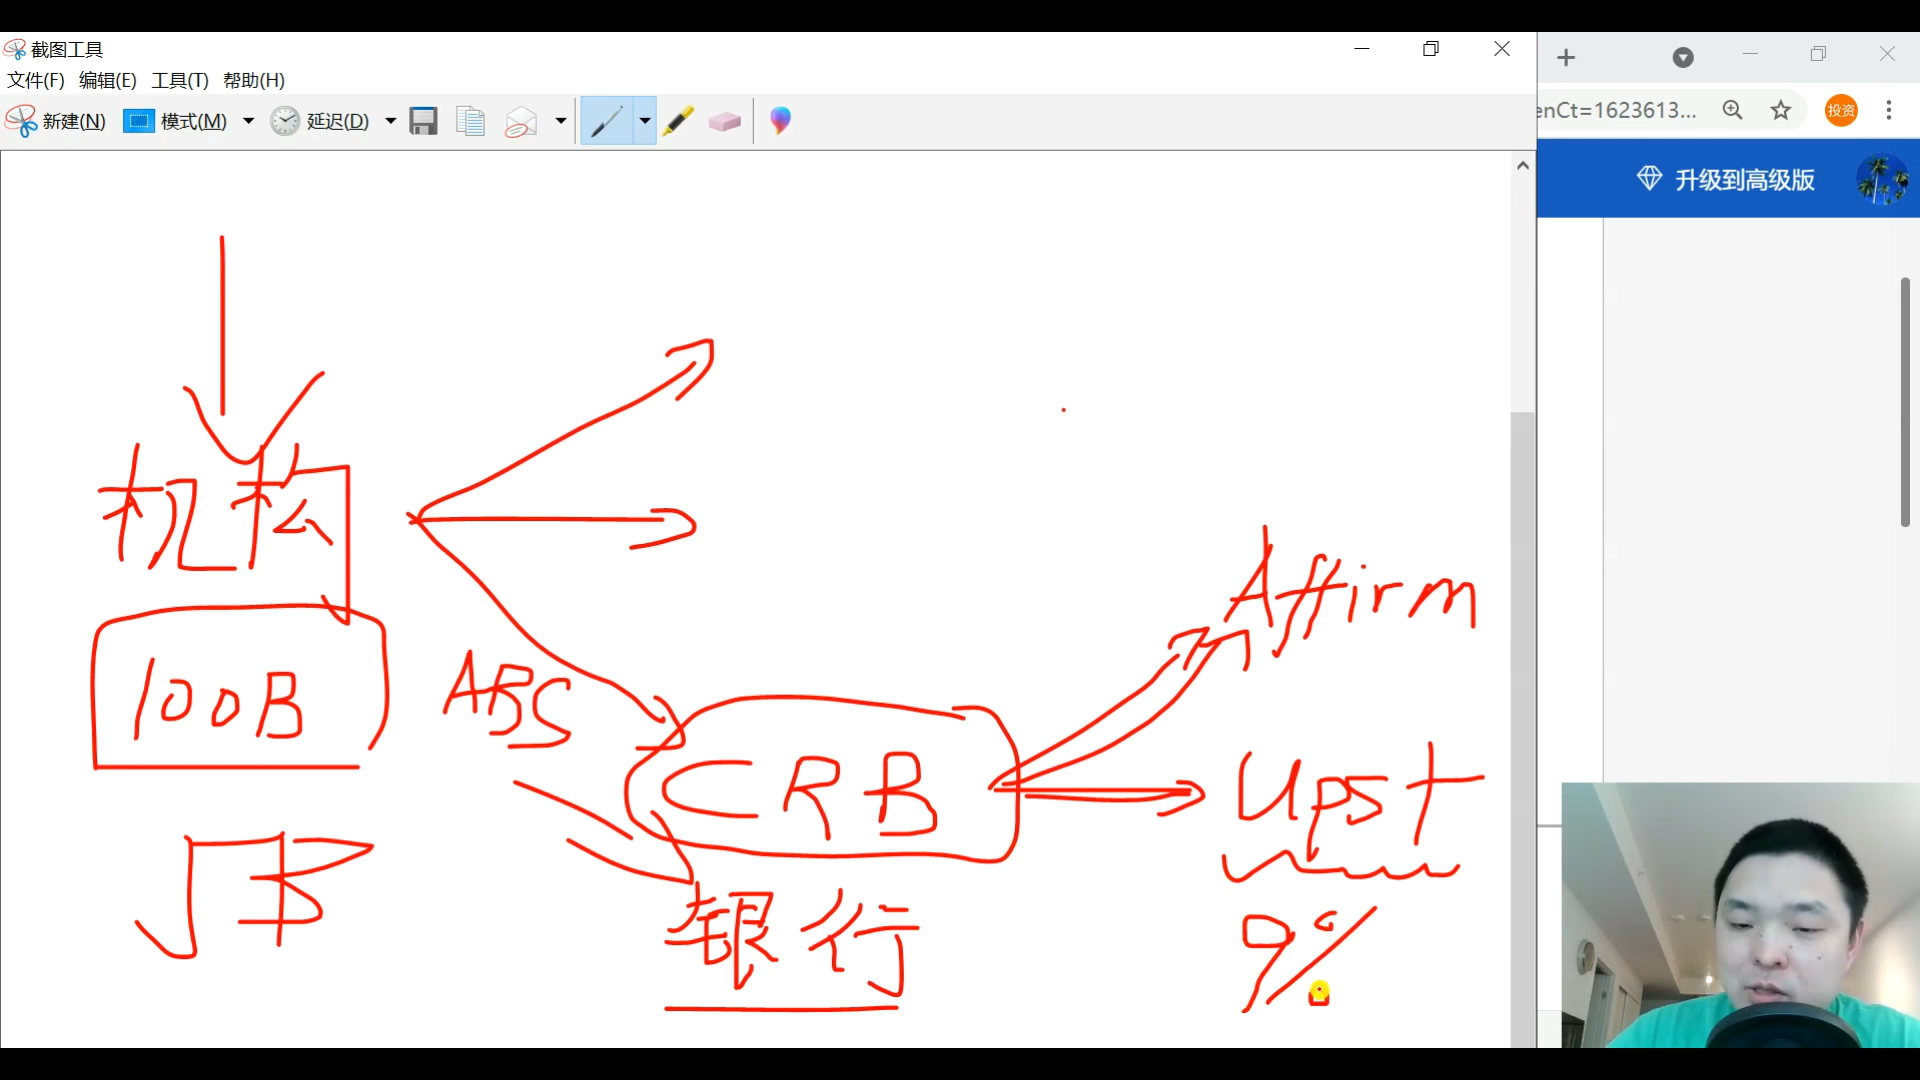 截图工具
文件(F) 编辑(E) 工具(T) 帮助(H)
新建(N) 模式(M) 延迟(D)
enCt=1623613...
投资
升级到高级版
机构
100B
ABS
CRB
银行
Affirm
Upst
9%